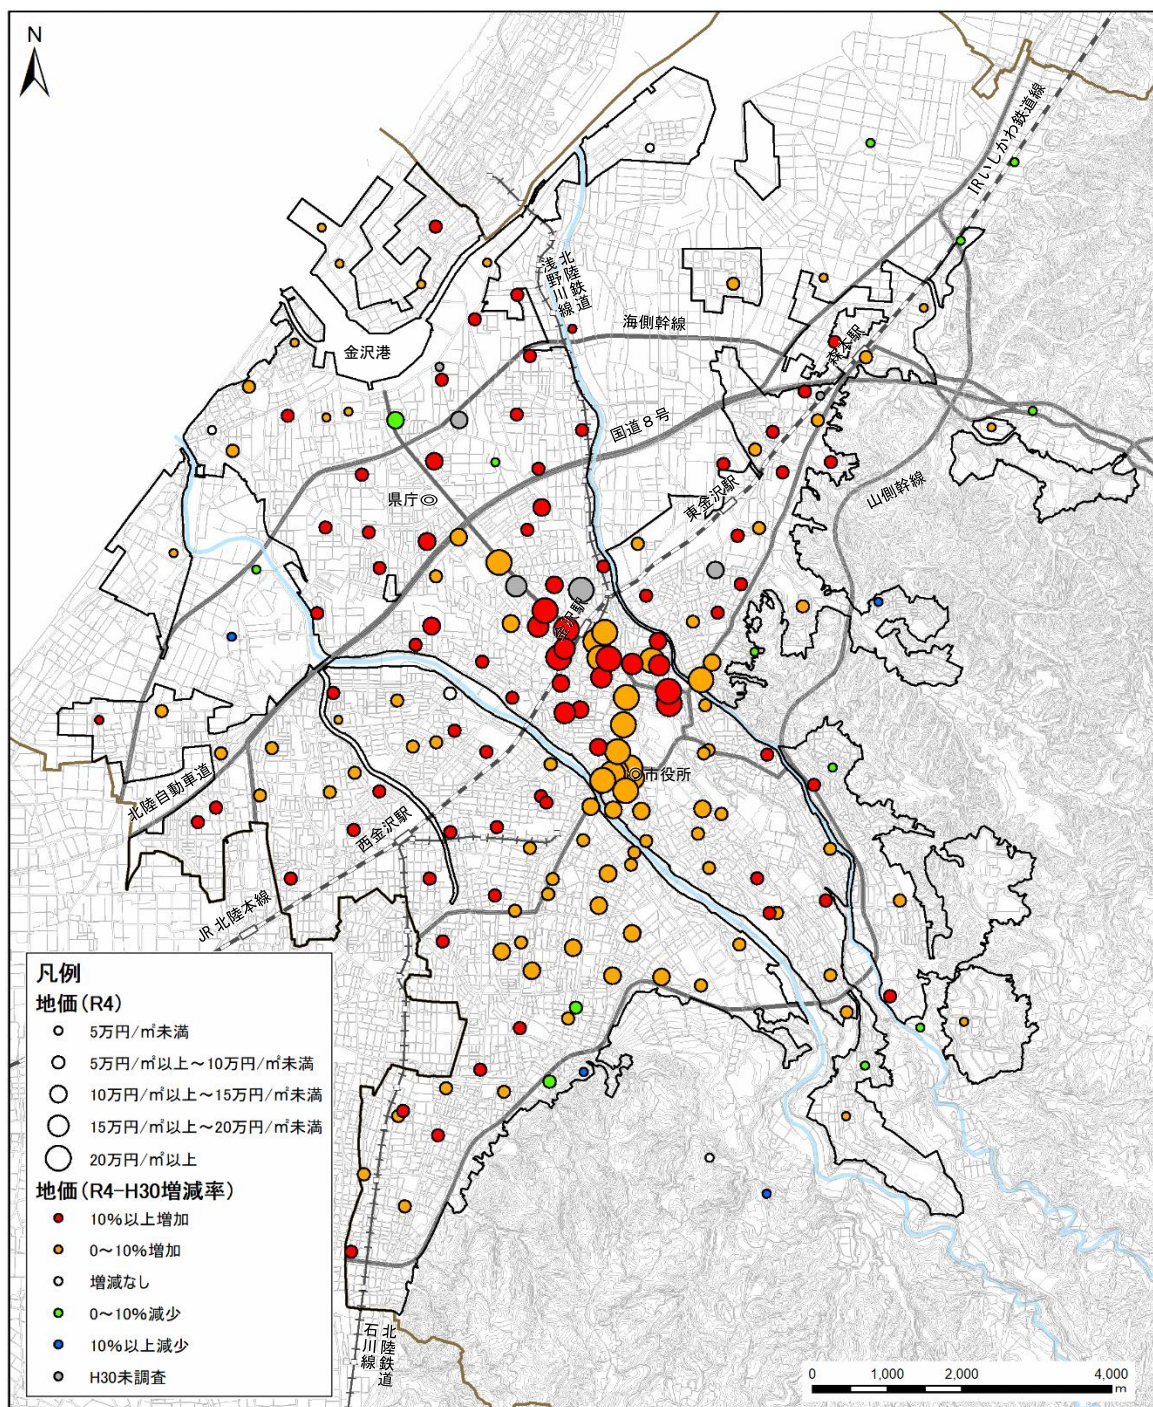 N
IRいしかわ鉄道線
北陸鉄道
浅野川線
海側幹線
金沢港
森本駅
国道８号
山側幹線
県庁
東金沢駅
金沢駅
市役所
北陸自動車道
西金沢駅
JR北陸本線
凡例
地価（R4）
5万円/㎡未満
5万円/㎡以上～10万円/㎡未満
10万円/㎡以上～15万円/㎡未満
15万円/㎡以上～20万円/㎡未満
20万円/㎡以上
地価（R4-H30増減率）
10％以上増加
0～10％増加
増減なし
0～10％減少
10％以上減少
H30未調査
北陸鉄道
石川線
0 1,000 2,000 4,000
m